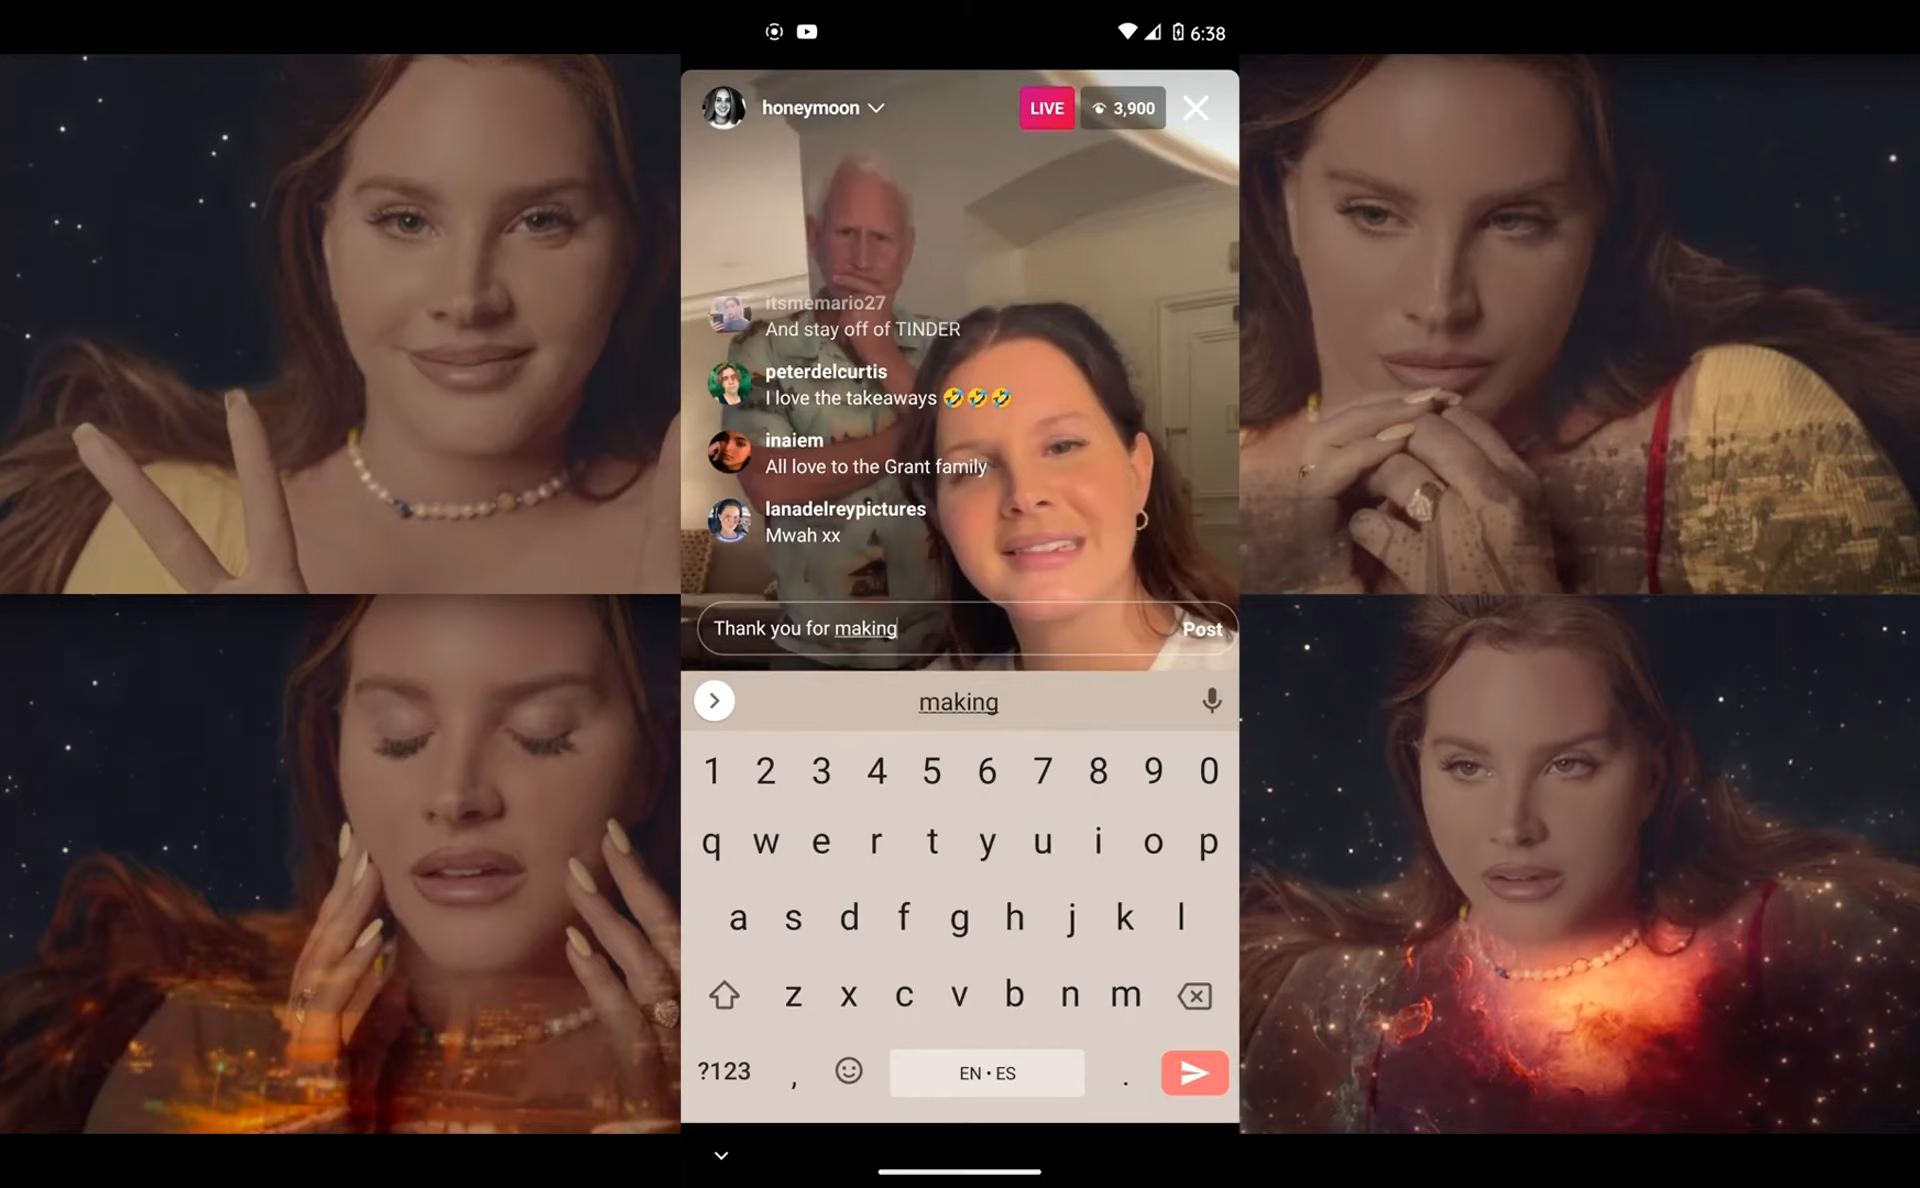 6:38
honeymoon
LIVE
3,900
itsmemario27
And stay off of TINDER
peterdelcurtis
I love the takeaways 🤣🤣🤣
inaiem
All love to the Grant family
lanadelreypictures
Mwah xx
Thank you for making
Post
making
1 2 3 4 5 6 7 8 9 0
q w e r t y u i o p
a s d f g h j k l
z x c v b n m
?123 , EN • ES .